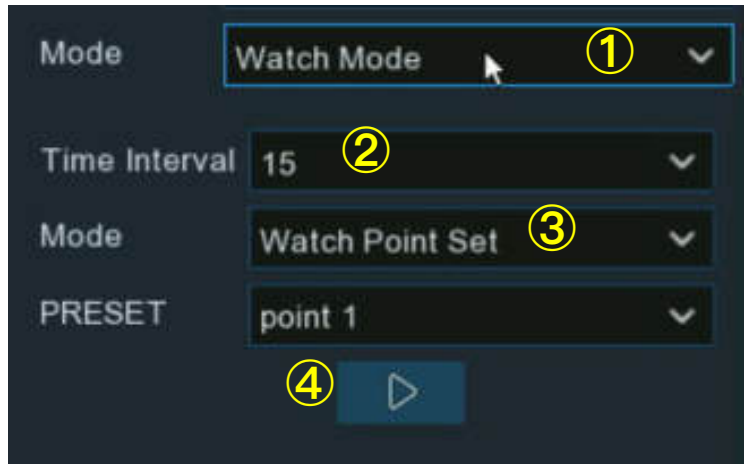 Mode Watch Mode ①
Time Interval 15 ②
Mode Watch Point Set ③
PRESET point 1
④